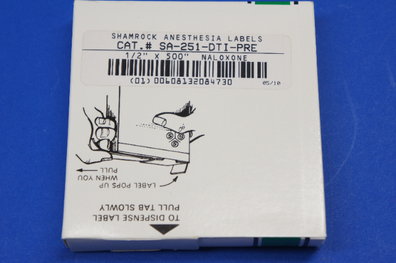 SHAMROCK ANESTHESIA LABELS
CAT.# SA-251-DTI-PRE
1/2" X 500" NALOXONE
(01) 00608132084730
05/10
TO DISPENSE LABEL
PULL TAB SLOWLY
LABEL POPS UP
WHEN YOU
PULL